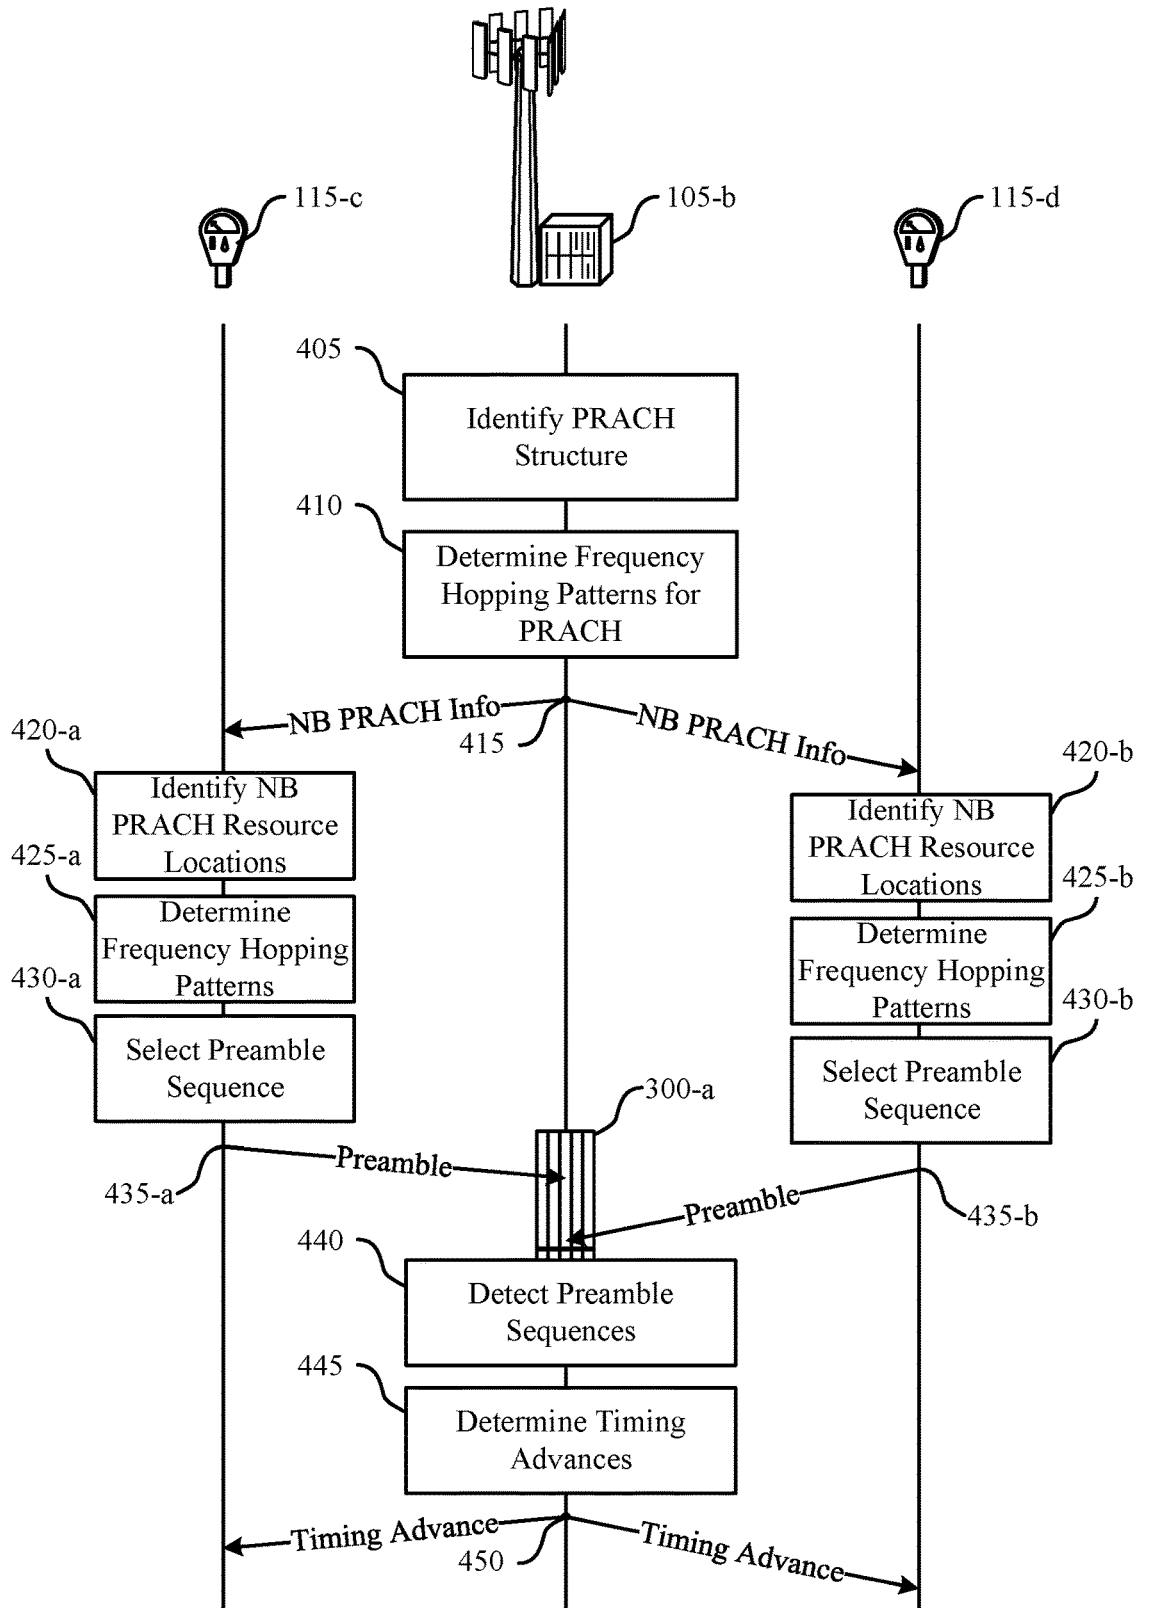 115-c
105-b
115-d
405
Identify PRACH
Structure
410
Determine Frequency
Hopping Patterns for
PRACH
NB PRACH Info
415
NB PRACH Info
420-a
Identify NB
PRACH Resource
Locations
420-b
Identify NB
PRACH Resource
Locations
425-a
Determine
Frequency Hopping
Patterns
425-b
Determine
Frequency Hopping
Patterns
430-a
Select Preamble
Sequence
430-b
Select Preamble
Sequence
300-a
Preamble
435-a
Preamble
435-b
440
Detect Preamble
Sequences
445
Determine Timing
Advances
Timing Advance
450
Timing Advance